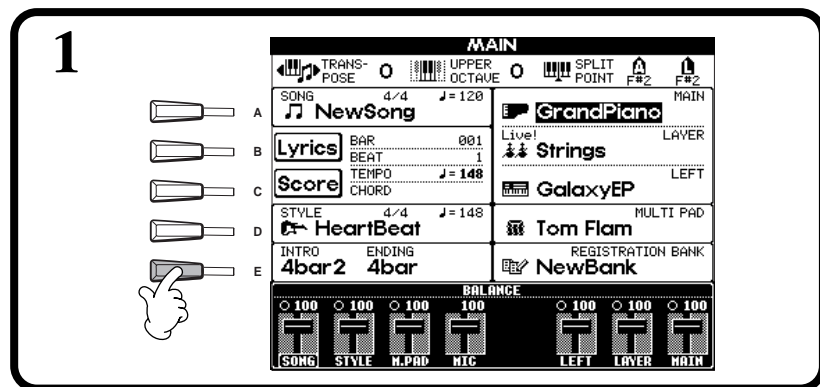 1
MAIN
TRANS-
POSE 0
UPPER
OCTAVE 0
SPLIT
POINT
A
F#2
L
F#2
SONG 4/4 ♩=120
NewSong
Lyrics
BAR 001
BEAT 1
Score
TEMPO ♩=148
CHORD
STYLE 4/4 ♩=148
HeartBeat
INTRO ENDING
4bar2 4bar
MAIN
GrandPiano
Live! LAYER
Strings
LEFT
GalaxyEP
MULTI PAD
Tom Flam
REGISTRATION BANK
NewBank
A
B
C
D
E
BALANCE
100 100 100 100 100 100 100
SONG STYLE M.PAD MIC LEFT LAYER MAIN